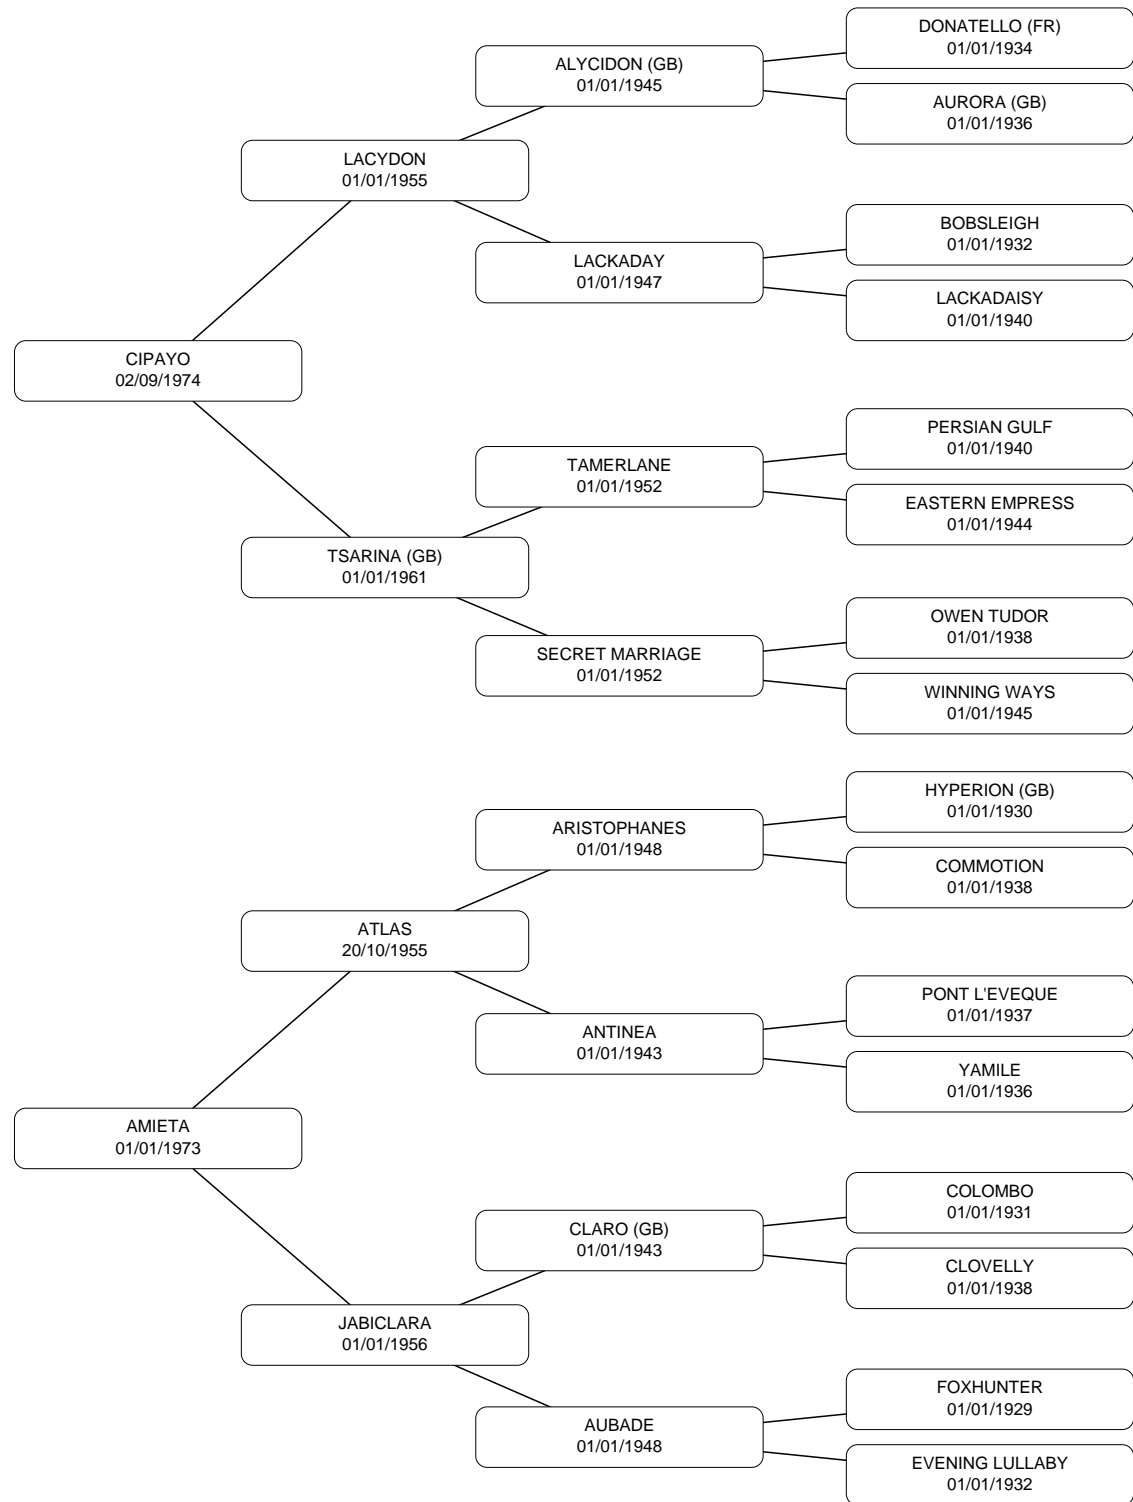 DONATELLO (FR)
01/01/1934
ALYCIDON (GB)
01/01/1945
AURORA (GB)
01/01/1936
LACYDON
01/01/1955
BOBSLEIGH
01/01/1932
LACKADAY
01/01/1947
LACKADAISY
01/01/1940
CIPAYO
02/09/1974
PERSIAN GULF
01/01/1940
TAMERLANE
01/01/1952
EASTERN EMPRESS
01/01/1944
TSARINA (GB)
01/01/1961
OWEN TUDOR
01/01/1938
SECRET MARRIAGE
01/01/1952
WINNING WAYS
01/01/1945
HYPERION (GB)
01/01/1930
ARISTOPHANES
01/01/1948
COMMOTION
01/01/1938
ATLAS
20/10/1955
PONT L'EVEQUE
01/01/1937
ANTINEA
01/01/1943
YAMILE
01/01/1936
AMIETA
01/01/1973
COLOMBO
01/01/1931
CLARO (GB)
01/01/1943
CLOVELLY
01/01/1938
JABICLARA
01/01/1956
FOXHUNTER
01/01/1929
AUBADE
01/01/1948
EVENING LULLABY
01/01/1932